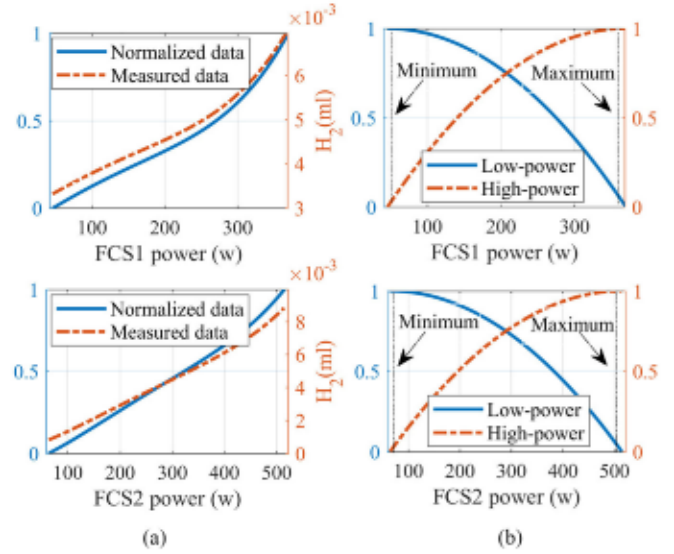 ×10⁻³
1
0.5
0
Normalized data
Measured data
6
5
4
3
H₂(ml)
100 200 300
FCS1 power (w)
1
0.5
0
Minimum
Maximum
Low-power
High-power
1
0.5
0
100 200 300
FCS1 power (w)
×10⁻³
1
0.5
0
Normalized data
Measured data
8
6
4
2
0
H₂(ml)
100 200 300 400 500
FCS2 power (w)
1
0.5
0
Minimum
Maximum
Low-power
High-power
1
0.5
0
100 200 300 400 500
FCS2 power (w)
(a) (b)